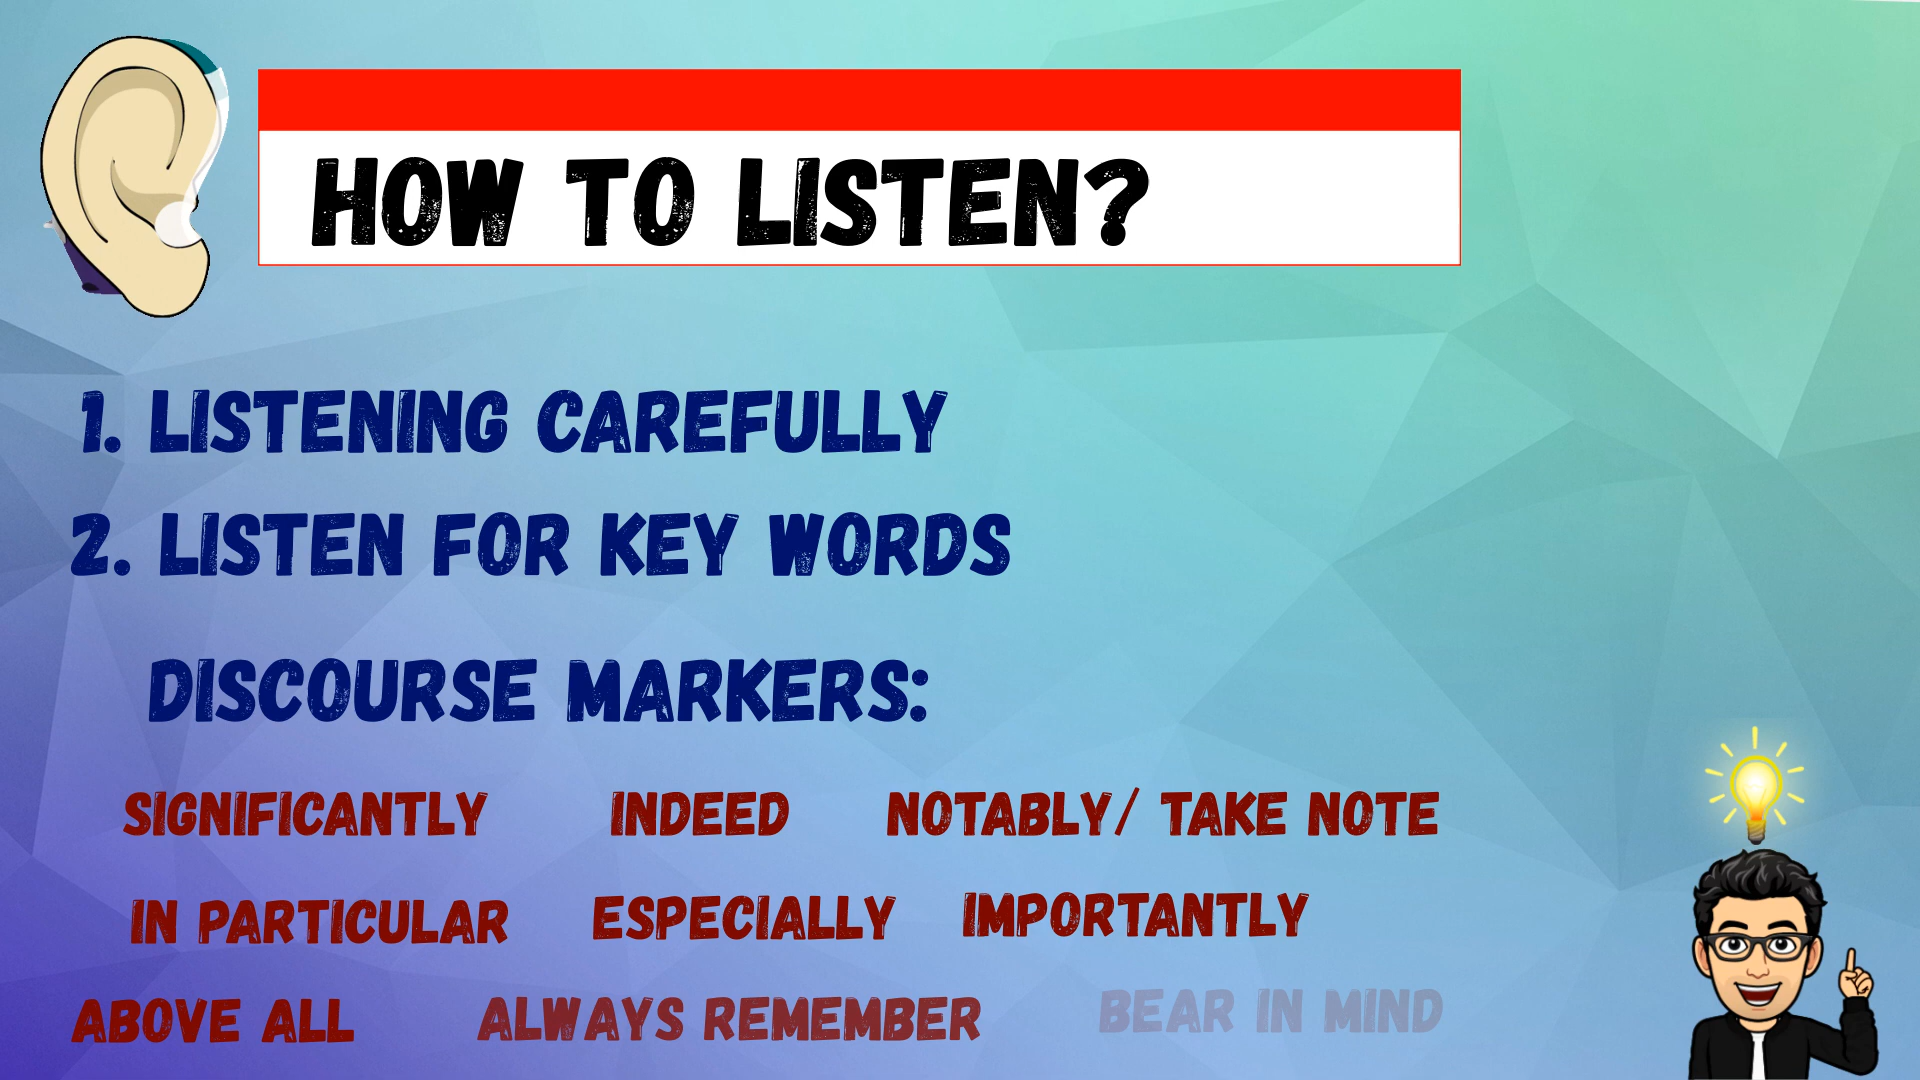 HOW TO LISTEN?
1. LISTENING CAREFULLY
2. LISTEN FOR KEY WORDS
DISCOURSE MARKERS:
SIGNIFICANTLY INDEED NOTABLY/ TAKE NOTE
IN PARTICULAR ESPECIALLY IMPORTANTLY
ABOVE ALL ALWAYS REMEMBER BEAR IN MIND